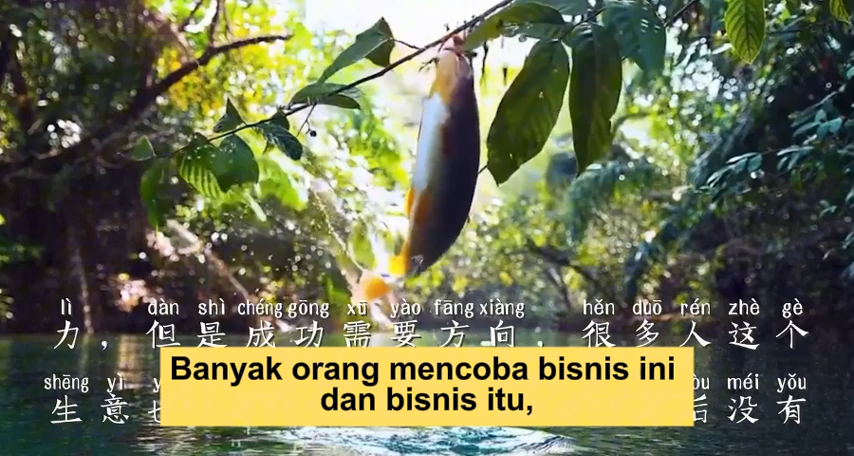 lì dàn shì chéng gōng xū yào fāng xiàng hěn duō rén zhè gè
力，但是成功需要方向，很多人这个
shēng yì méi yǒu
生意 没有
Banyak orang mencoba bisnis ini
dan bisnis itu,